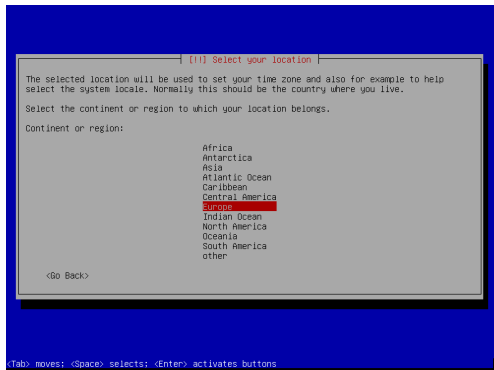 [!!] Select your location
The selected location will be used to set your time zone and also for example to help
select the system locale. Normally this should be the country where you live.
Select the continent or region to which your location belongs.
Continent or region:
Africa
Antarctica
Asia
Atlantic Ocean
Caribbean
Central America
Europe
Indian Ocean
North America
Oceania
South America
other
<Go Back>
<Tab> moves; <Space> selects; <Enter> activates buttons